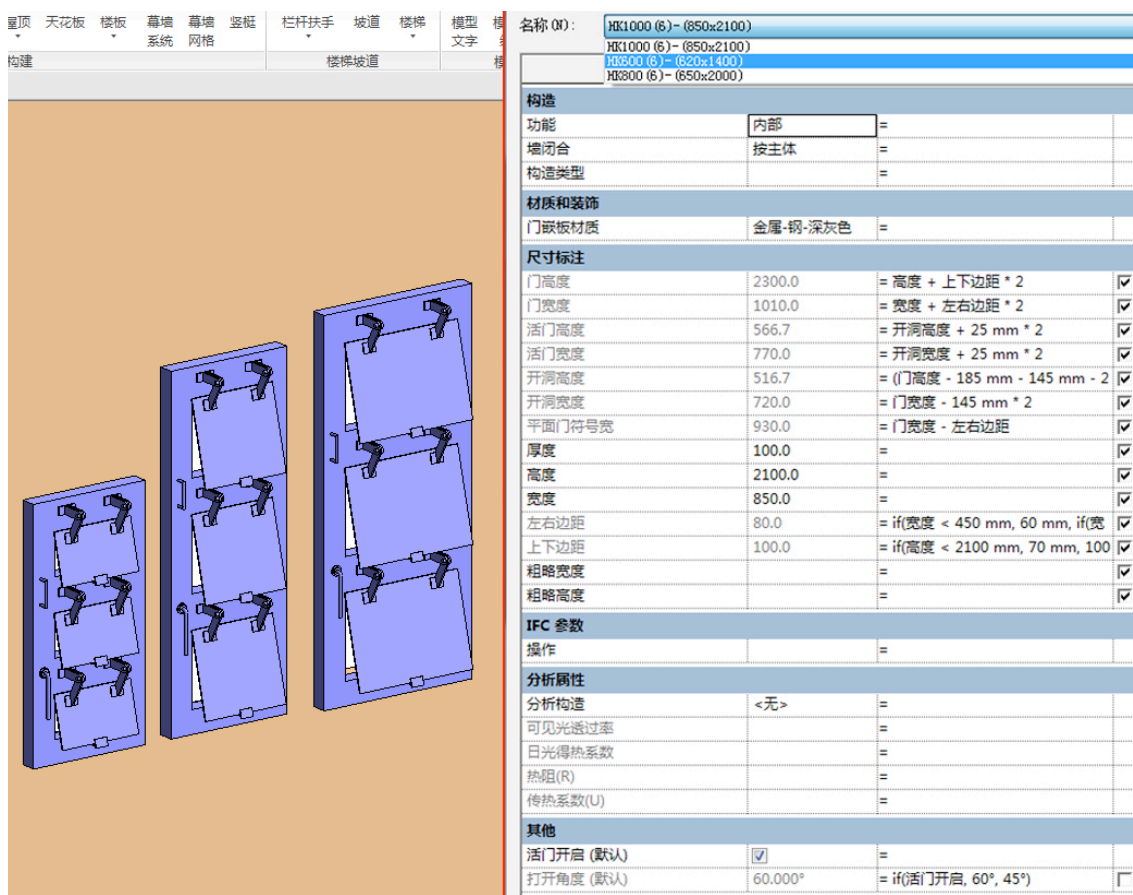 屋顶 天花板 楼板 幕墙系统 幕墙网格 竖梃 栏杆扶手 坡道 楼梯 模型文字
构建 楼梯坡道
名称(N): HK1000(6)-(850x2100)
HK1000(6)-(850x2100)
HK600(6)-(620x1400)
HK800(6)-(650x2000)
构造
功能 内部 =
墙闭合 按主体 =
构造类型 =
材质和装饰
门嵌板材质 金属-钢-深灰色 =
尺寸标注
门高度 2300.0 = 高度 + 上下边距 * 2
门宽度 1010.0 = 宽度 + 左右边距 * 2
活门高度 566.7 = 开洞高度 + 25 mm * 2
活门宽度 770.0 = 开洞宽度 + 25 mm * 2
开洞高度 516.7 = (门高度 - 185 mm - 145 mm - 2
开洞宽度 720.0 = 门宽度 - 145 mm * 2
平面门符号宽 930.0 = 门宽度 - 左右边距
厚度 100.0 =
高度 2100.0 =
宽度 850.0 =
左右边距 80.0 = if(宽度 < 450 mm, 60 mm, if(宽
上下边距 100.0 = if(高度 < 2100 mm, 70 mm, 100
粗略宽度 =
粗略高度 =
IFC 参数
操作 =
分析属性
分析构造 <无> =
可见光透过率 =
日光得热系数 =
热阻(R) =
传热系数(U) =
其他
活门开启 (默认) =
打开角度 (默认) 60.000° = if(活门开启, 60°, 45°)